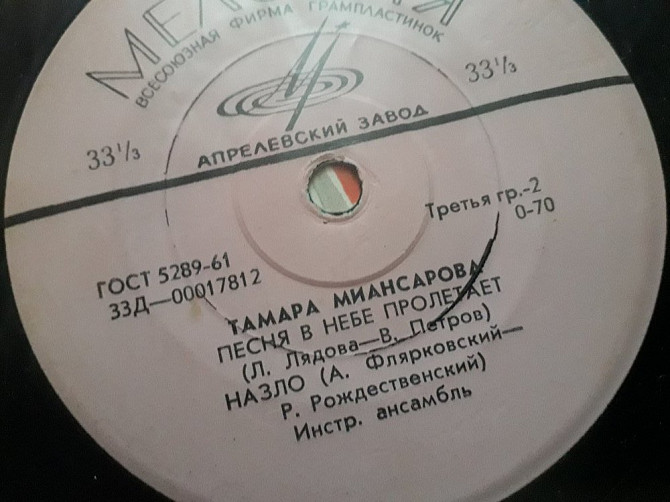 ВСЕСОЮЗНАЯ ФИРМА ГРАМПЛАСТИНОК
33⅓ 33⅓
АПРЕЛЕВСКИЙ ЗАВОД
Третья гр.-2
0-70
ГОСТ 5289-61
33Д—00017812
ТАМАРА МИАНСАРОВА
ПЕСНЯ В НЕБЕ ПРОЛЕТАЕТ
(Л. Лядова—В. Петров)
НАЗЛО (А. Флярковский—
Р. Рождественский)
Инстр. ансамбль